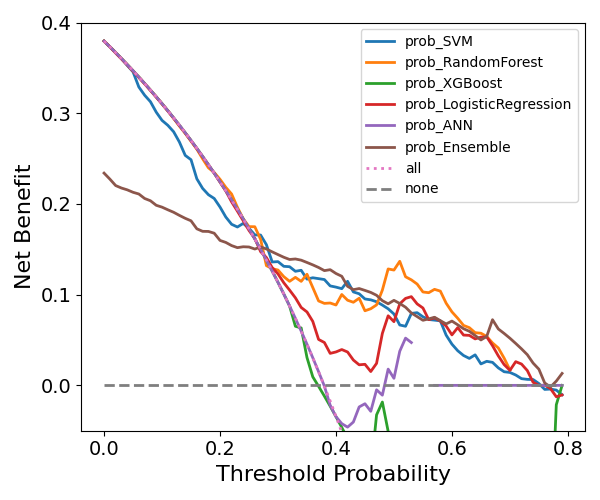 0.4
0.3
0.2
0.1
0.0
Net Benefit
prob_SVM
prob_RandomForest
prob_XGBoost
prob_LogisticRegression
prob_ANN
prob_Ensemble
all
none
0.0 0.2 0.4 0.6 0.8
Threshold Probability